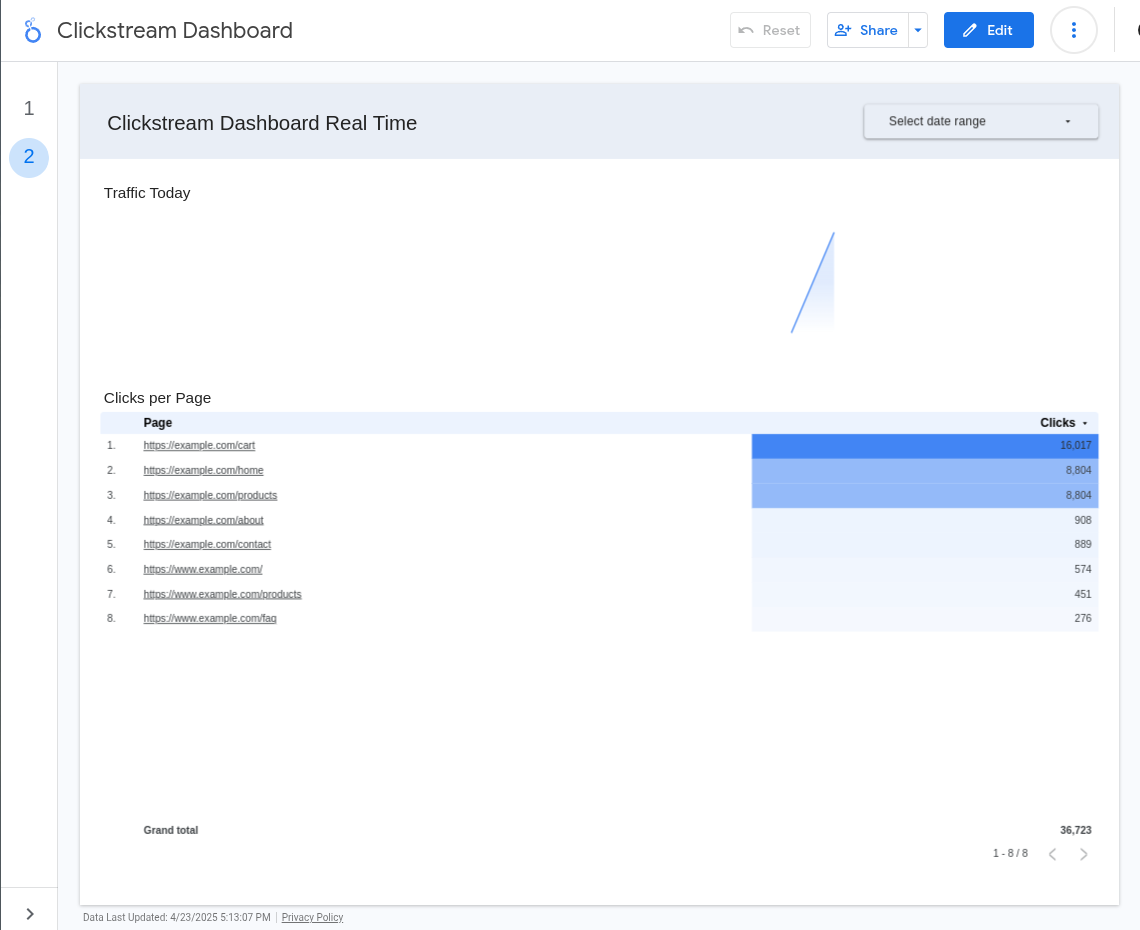 Clickstream Dashboard
Reset
Share
Edit
1
2
Clickstream Dashboard Real Time
Select date range
Traffic Today
Clicks per Page
Page Clicks
1. https://example.com/cart 16,017
2. https://example.com/home 8,804
3. https://example.com/products 8,804
4. https://example.com/about 908
5. https://example.com/contact 889
6. https://www.example.com/ 574
7. https://www.example.com/products 451
8. https://www.example.com/faq 276
Grand total 36,723
1 - 8 / 8
Data Last Updated: 4/23/2025 5:13:07 PM Privacy Policy